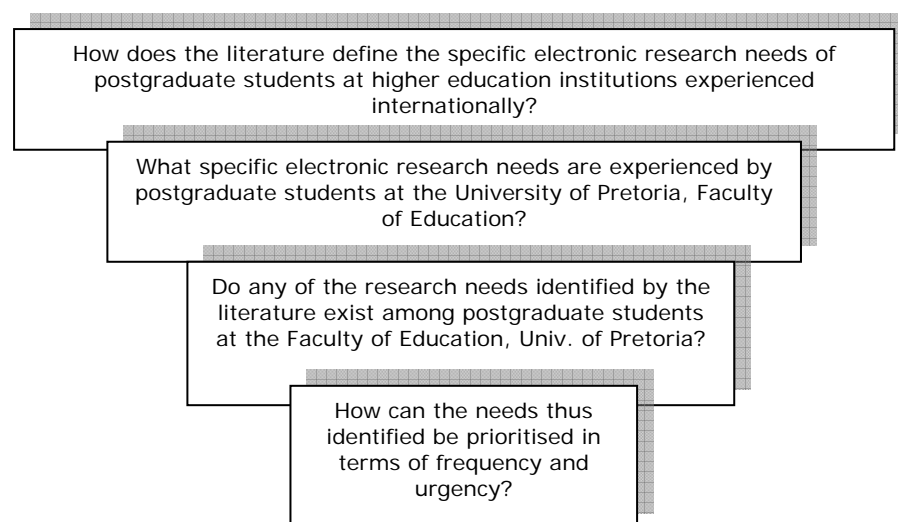 How does the literature define the specific electronic research needs of
postgraduate students at higher education institutions experienced
internationally?
What specific electronic research needs are experienced by
postgraduate students at the University of Pretoria, Faculty
of Education?
Do any of the research needs identified by the
literature exist among postgraduate students
at the Faculty of Education, Univ. of Pretoria?
How can the needs thus
identified be prioritised in
terms of frequency and
urgency?